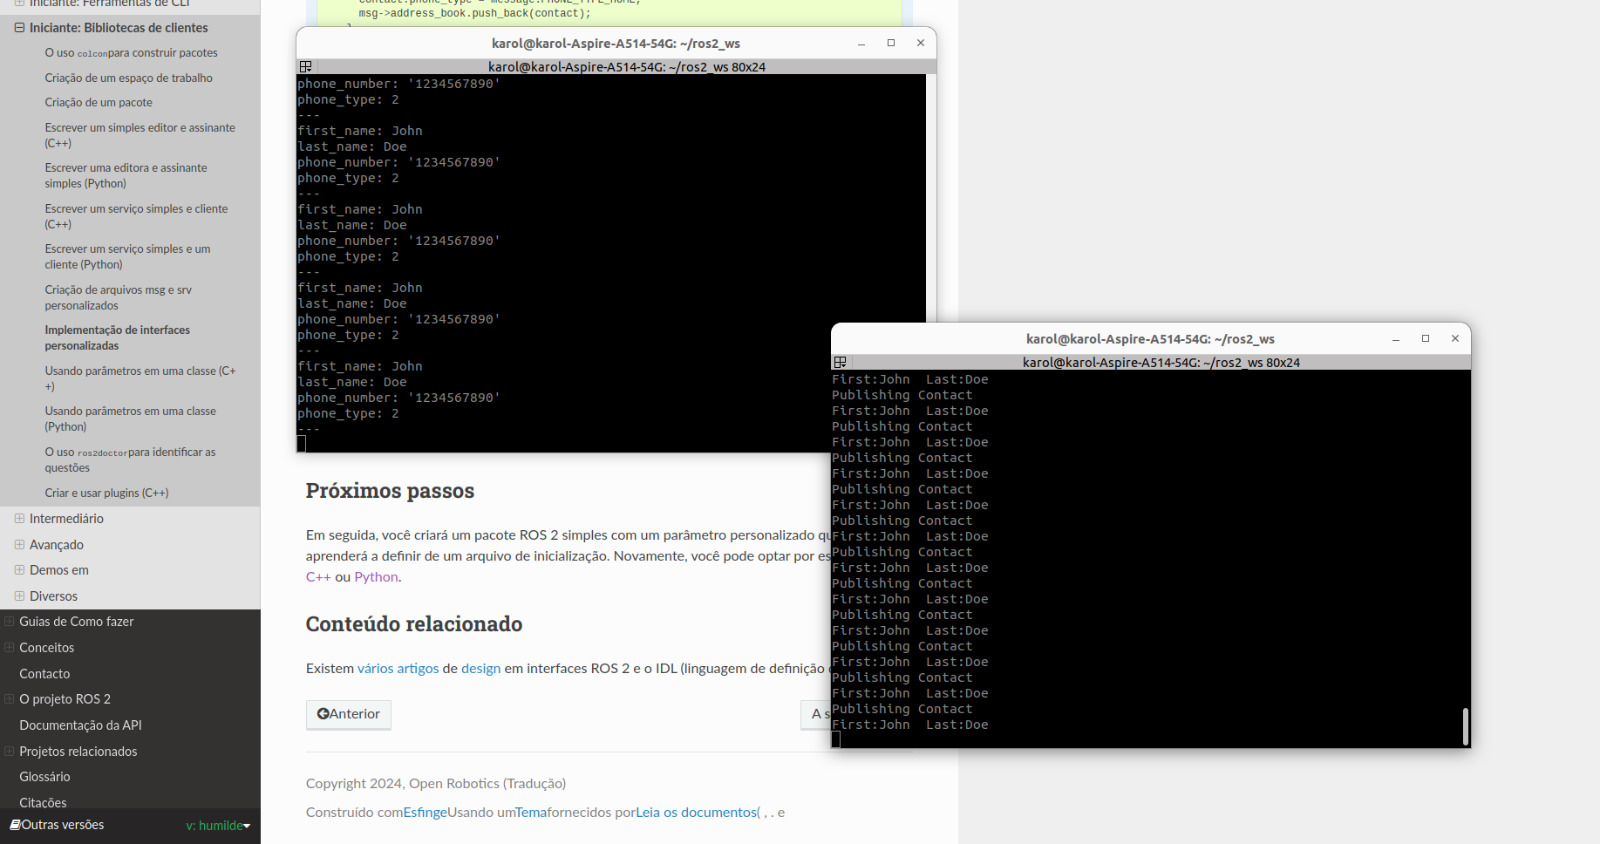 Iniciante: Ferramentas de CLI
Iniciante: Bibliotecas de clientes
O uso colconpara construir pacotes
Criação de um espaço de trabalho
Criação de um pacote
Escrever um simples editor e assinante
(C++)
Escrever uma editora e assinante
simples (Python)
Escrever um serviço simples e cliente
(C++)
Escrever um serviço simples e um
cliente (Python)
Criação de arquivos msg e srv
personalizados
Implementação de interfaces
personalizadas
Usando parâmetros em uma classe (C+
+)
Usando parâmetros em uma classe
(Python)
O uso ros2doctorpara identificar as
questões
Criar e usar plugins (C++)
Intermediário
Avançado
Demos em
Diversos
Guias de Como fazer
Conceitos
Contacto
O projeto ROS 2
Documentação da API
Projetos relacionados
Glossário
Citações
Outras versões
v: humilde
contact.phone_type = message.PHONE_TYPE_HOME;
msg->address_book.push_back(contact);
karol@karol-Aspire-A514-54G: ~/ros2_ws
karol@karol-Aspire-A514-54G: ~/ros2_ws 80x24
phone_number: '1234567890'
phone_type: 2
---
first_name: John
last_name: Doe
phone_number: '1234567890'
phone_type: 2
---
first_name: John
last_name: Doe
phone_number: '1234567890'
phone_type: 2
---
first_name: John
last_name: Doe
phone_number: '1234567890'
phone_type: 2
---
first_name: John
last_name: Doe
phone_number: '1234567890'
phone_type: 2
---
karol@karol-Aspire-A514-54G: ~/ros2_ws
karol@karol-Aspire-A514-54G: ~/ros2_ws 80x24
First:John  Last:Doe
Publishing Contact
First:John  Last:Doe
Publishing Contact
First:John  Last:Doe
Publishing Contact
First:John  Last:Doe
Publishing Contact
First:John  Last:Doe
Publishing Contact
First:John  Last:Doe
Publishing Contact
First:John  Last:Doe
Publishing Contact
First:John  Last:Doe
Publishing Contact
First:John  Last:Doe
Publishing Contact
First:John  Last:Doe
Publishing Contact
First:John  Last:Doe
Publishing Contact
First:John  Last:Doe
Próximos passos
Em seguida, você criará um pacote ROS 2 simples com um parâmetro personalizado
aprenderá a definir de um arquivo de inicialização. Novamente, você pode optar por
C++ ou Python.
Conteúdo relacionado
Existem vários artigos de design em interfaces ROS 2 e o IDL (linguagem de definição
Anterior
A s
Copyright 2024, Open Robotics (Tradução)
Construído comEsfingeUsando umTemafornecidos porLeia os documentos( , . e